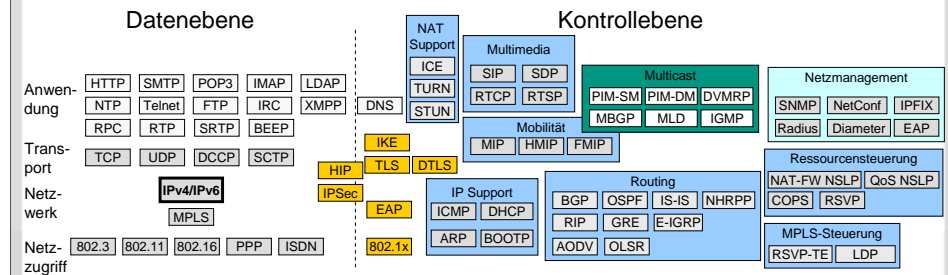 Datenebene
Kontrollebene
Anwen-
dung
HTTP SMTP POP3 IMAP LDAP
NTP Telnet FTP IRC XMPP DNS
RPC RTP SRTP BEEP
Trans-
port
TCP UDP DCCP SCTP
Netz-
werk
IPv4/IPv6
MPLS
Netz-
zugriff
802.3 802.11 802.16 PPP ISDN
HIP
IPSec
IKE
TLS DTLS
EAP
802.1x
NAT
Support
ICE
TURN
STUN
Multimedia
SIP SDP
RTCP RTSP
Multicast
PIM-SM PIM-DM DVMRP
MBGP MLD IGMP
Mobilität
MIP HMIP FMIP
Netzmanagement
SNMP NetConf IPFIX
Radius Diameter EAP
IP Support
ICMP DHCP
ARP BOOTP
Routing
BGP OSPF IS-IS NHRPP
RIP GRE E-IGRP
AODV OLSR
Ressourcensteuerung
NAT-FW NSLP QoS NSLP
COPS RSVP
MPLS-Steuerung
RSVP-TE LDP